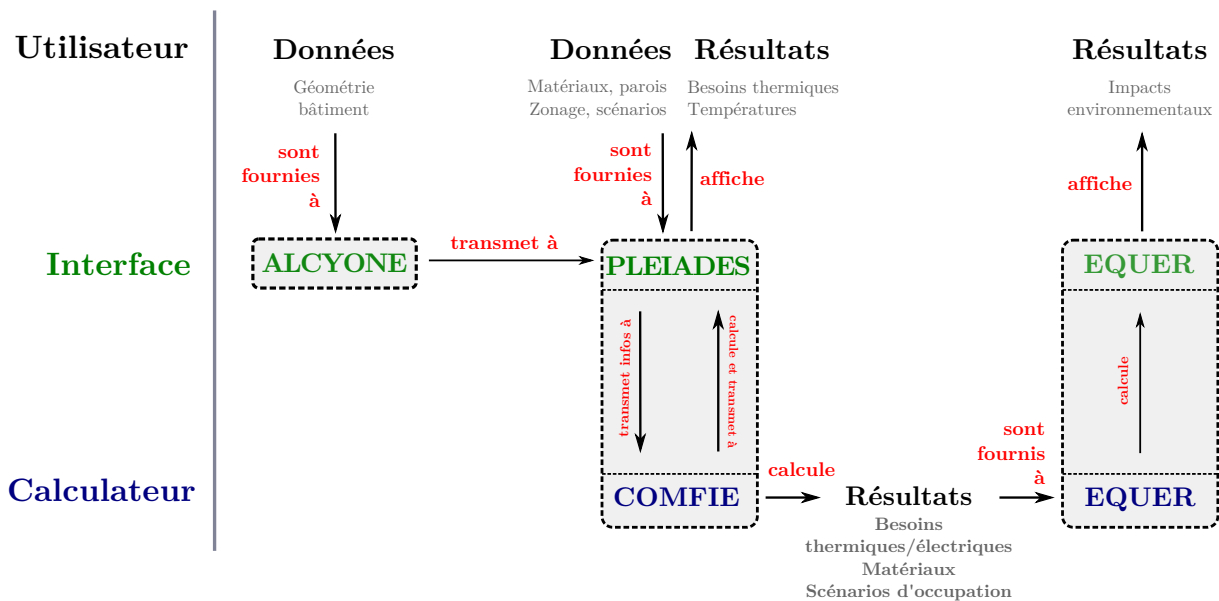 Utilisateur
Données
Géométrie
bâtiment
sont
fournies
à
Données
Matériaux, parois
Zonage, scénarios
sont
fournies
à
Résultats
Besoins thermiques
Températures
affiche
Résultats
Impacts
environnementaux
affiche
Interface
ALCYONE
transmet à
PLEIADES
EQUER
transmet infos à
calcule et transmet à
calcule
Calculateur
COMFIE
calcule
Résultats
Besoins
thermiques/électriques
Matériaux
Scénarios d'occupation
sont
fournis
à
EQUER